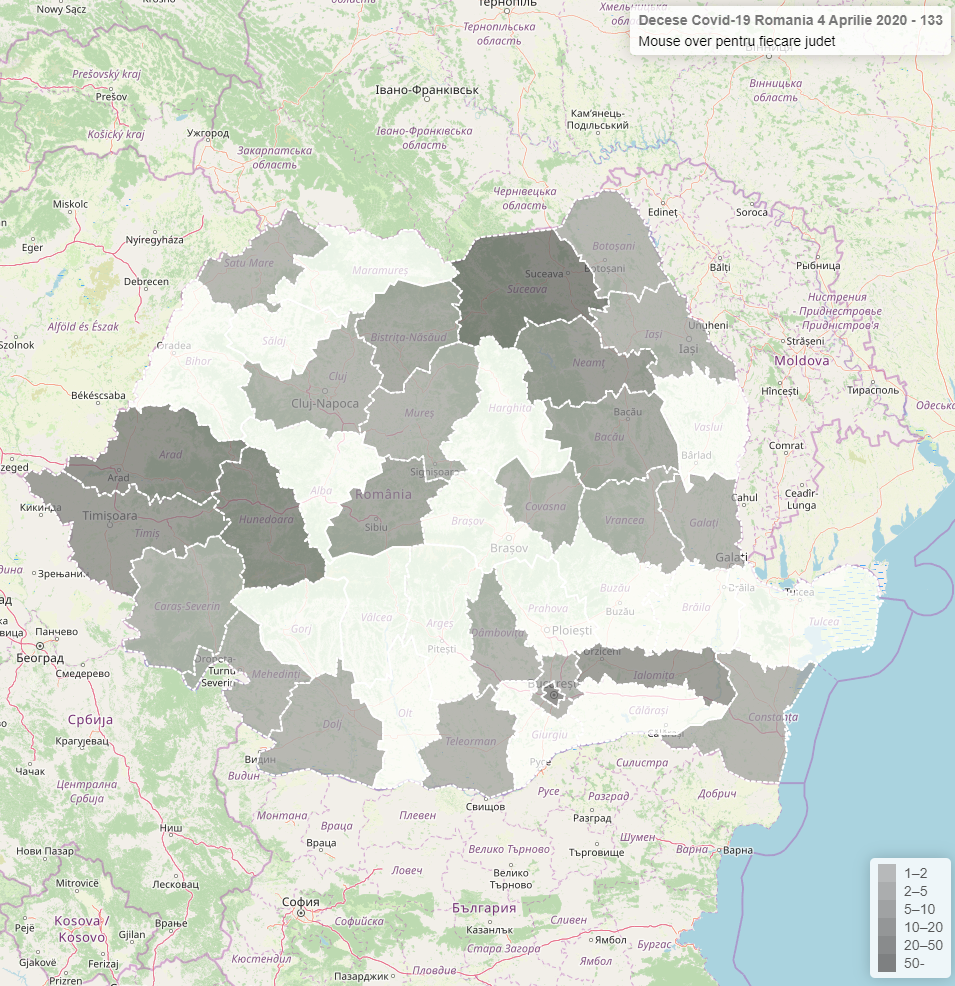 Nowy Sącz
Krosno
Тернопіль
Хмельницький
Decese Covid-19 Romania 4 Aprilie 2020 - 133
Mouse over pentru fiecare judet
Тернопільська
область
Хмельницька
область
Вінниця
Prešovský kraj
Prešov
Івано-Франківськ
Вінницька
область
Košický kraj
Ужгород
Івано-Франківська
область
Кам’янець-
Подільський
Закарпатська
область
Чернівецька
область
Miskolc
Edineț
Soroca
Eger
Nyíregyháza
Botoșani
Satu Mare
Maramureș
Bălți
Рыбница
Debrecen
Suceava
Suceava
Botoșani
Нистрения
Приднестровье
Придністров'я
Alföld és Észak
Szolnok
Oradea
Bihor
Sălaj
Bistrița-Năsăud
Iași
Iași
Ungheni
Strășeni
Moldova
Neamț
Cluj
Hîncești
Тирасполь
Békéscsaba
Cluj-Napoca
Mureș
Harghita
Bacău
Bacău
Vaslui
Одеська
Bârlad
Comrat
Arad
Arad
zeged
Sighișoara
Alba
România
Cahul
Ceadîr-
Lunga
Кикинда
Timișoara
Timiș
Hunedoara
Sibiu
Brașov
Covasna
Vrancea
Galați
Brașov
Galați
Зрењанин
дина
Caraș-Severin
Gorj
Vâlcea
Argeș
Prahova
Buzău
Buzău
Brăila
Brăila
Tulcea
Tulcea
Панчево
Београд
Dâmbovița
Ploiești
Pitești
Смедерево
Drobeta-
Turnu
Severin
Mehedinți
Urziceni
Ialomița
București
Србија
Olt
Dolj
Călărași
Călărași
Constanța
Крагујевац
Giurgiu
Teleorman
Чачак
Видин
Видин
Русе
Русе
Силистра
Централна
Србија
Разград
Разград
Добрич
Свищов
Монтана
Плевен
Ниш
Враца
Враца
Шумен
Нови Пазар
Велико Търново
Търговище
Варна
Варна
Mitrovicë
Лесковац
Ловеч
Велико
Търново
София
Софийска
България
Сливен
Kosova /
Kosovo
Врање
Pejë
Gjilan
Казанлък
Ямбол
Бургас
Стара Загора
Кюстендил
Gjakovë
Ferizaj
Пазарджик
Пловдив
Ямбол
Prizren
1–2
2–5
5–10
10–20
20–50
50-